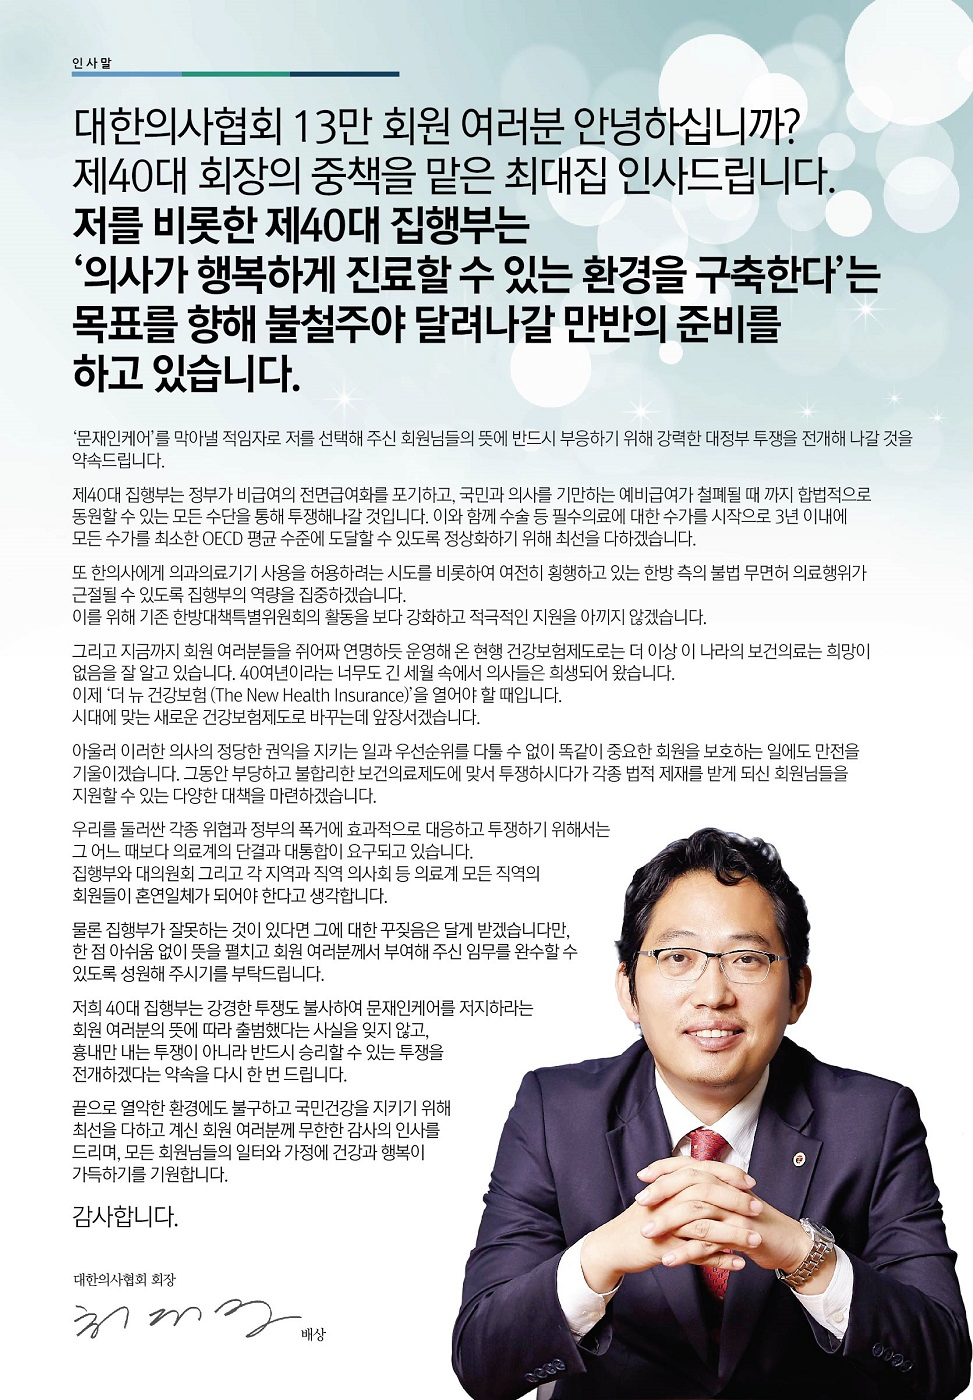 인사말
대한의사협회 13만 회원 여러분 안녕하십니까?
제40대 회장의 중책을 맡은 최대집 인사드립니다.
저를 비롯한 제40대 집행부는
‘의사가 행복하게 진료할 수 있는 환경을 구축한다’는
목표를 향해 불철주야 달려나갈 만반의 준비를
하고 있습니다.
‘문재인케어’를 막아낼 적임자로 저를 선택해 주신 회원님들의 뜻에 반드시 부응하기 위해 강력한 대정부 투쟁을 전개해 나갈 것을
약속드립니다.
제40대 집행부는 정부가 비급여의 전면급여화를 포기하고, 국민과 의사를 기만하는 예비급여가 철폐될 때 까지 합법적으로
동원할 수 있는 모든 수단을 통해 투쟁해나갈 것입니다. 이와 함께 수술 등 필수의료에 대한 수가를 시작으로 3년 이내에
모든 수가를 최소한 OECD 평균 수준에 도달할 수 있도록 정상화하기 위해 최선을 다하겠습니다.
또 한의사에게 의과의료기기 사용을 허용하려는 시도를 비롯하여 여전히 횡행하고 있는 한방 측의 불법 무면허 의료행위가
근절될 수 있도록 집행부의 역량을 집중하겠습니다.
이를 위해 기존 한방대책특별위원회의 활동을 보다 강화하고 적극적인 지원을 아끼지 않겠습니다.
그리고 지금까지 회원 여러분들을 쥐어짜 연명하듯 운영해 온 현행 건강보험제도로는 더 이상 이 나라의 보건의료는 희망이
없음을 잘 알고 있습니다. 40여년이라는 너무도 긴 세월 속에서 의사들은 희생되어 왔습니다.
이제 ‘더 뉴 건강보험 (The New Health Insurance)’을 열어야 할 때입니다.
시대에 맞는 새로운 건강보험제도로 바꾸는데 앞장서겠습니다.
아울러 이러한 의사의 정당한 권익을 지키는 일과 우선순위를 다툴 수 없이 똑같이 중요한 회원을 보호하는 일에도 만전을
기울이겠습니다. 그동안 부당하고 불합리한 보건의료제도에 맞서 투쟁하시다가 각종 법적 제재를 받게 되신 회원님들을
지원할 수 있는 다양한 대책을 마련하겠습니다.
우리를 둘러싼 각종 위협과 정부의 폭거에 효과적으로 대응하고 투쟁하기 위해서는
그 어느 때보다 의료계의 단결과 대통합이 요구되고 있습니다.
집행부와 대의원회 그리고 각 지역과 직역 의사회 등 의료계 모든 직역의
회원들이 혼연일체가 되어야 한다고 생각합니다.
물론 집행부가 잘못하는 것이 있다면 그에 대한 꾸짖음은 달게 받겠습니다만,
한 점 아쉬움 없이 뜻을 펼치고 회원 여러분께서 부여해 주신 임무를 완수할 수
있도록 성원해 주시기를 부탁드립니다.
저희 40대 집행부는 강경한 투쟁도 불사하여 문재인케어를 저지하라는
회원 여러분의 뜻에 따라 출범했다는 사실을 잊지 않고,
흉내만 내는 투쟁이 아니라 반드시 승리할 수 있는 투쟁을
전개하겠다는 약속을 다시 한 번 드립니다.
끝으로 열악한 환경에도 불구하고 국민건강을 지키기 위해
최선을 다하고 계신 회원 여러분께 무한한 감사의 인사를
드리며, 모든 회원님들의 일터와 가정에 건강과 행복이
가득하기를 기원합니다.
감사합니다.
대한의사협회 회장
최대집 배상